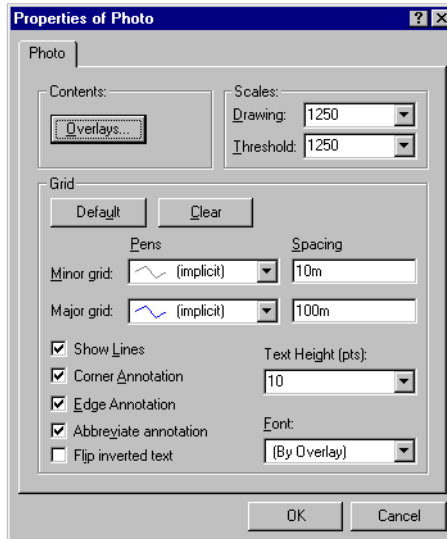 Properties of Photo
Photo
Contents:
Overlays...
Scales:
Drawing: 1250
Threshold: 1250
Grid
Default Clear
Pens Spacing
Minor grid: (implicit) 10m
Major grid: (implicit) 100m
Show Lines
Corner Annotation
Edge Annotation
Abbreviate annotation
Flip inverted text
Text Height (pts):
10
Font:
(By Overlay)
OK Cancel